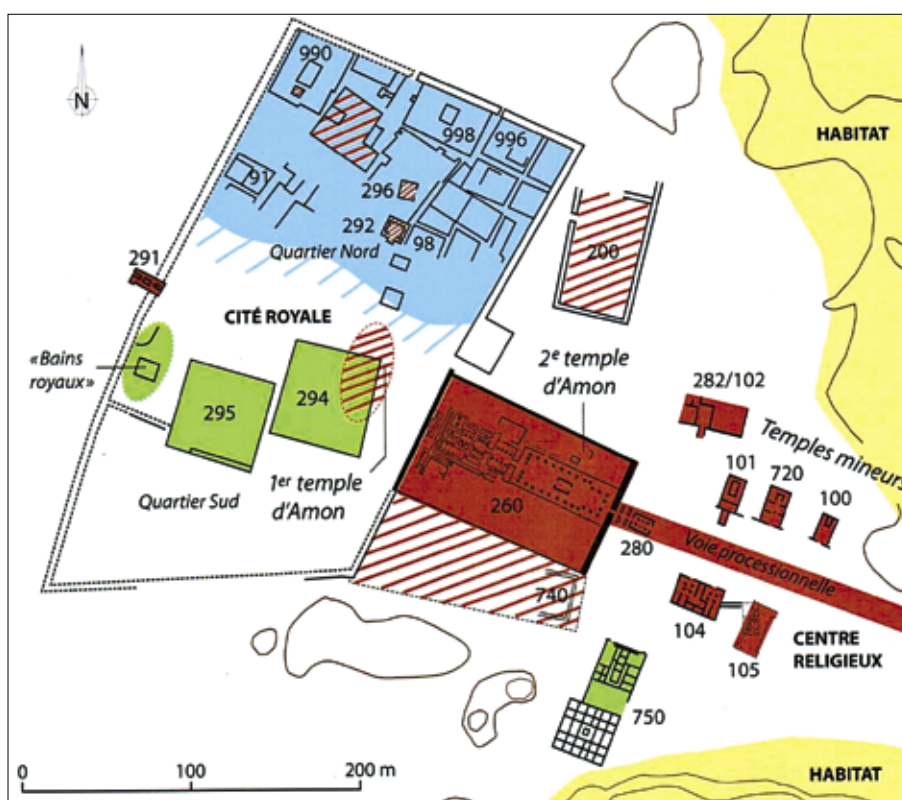 990
N
HABITAT
998
996
97
296
292
98
Quartier Nord
200
291
CITÉ ROYALE
«Bains
royaux»
2e temple
d'Amon
295
294
282/102
Temples mineurs
101
720
100
1er temple
d'Amon
Quartier Sud
260
280
Voie processionnelle
740
104
105
CENTRE
RELIGIEUX
750
0
100
200 m
HABITAT